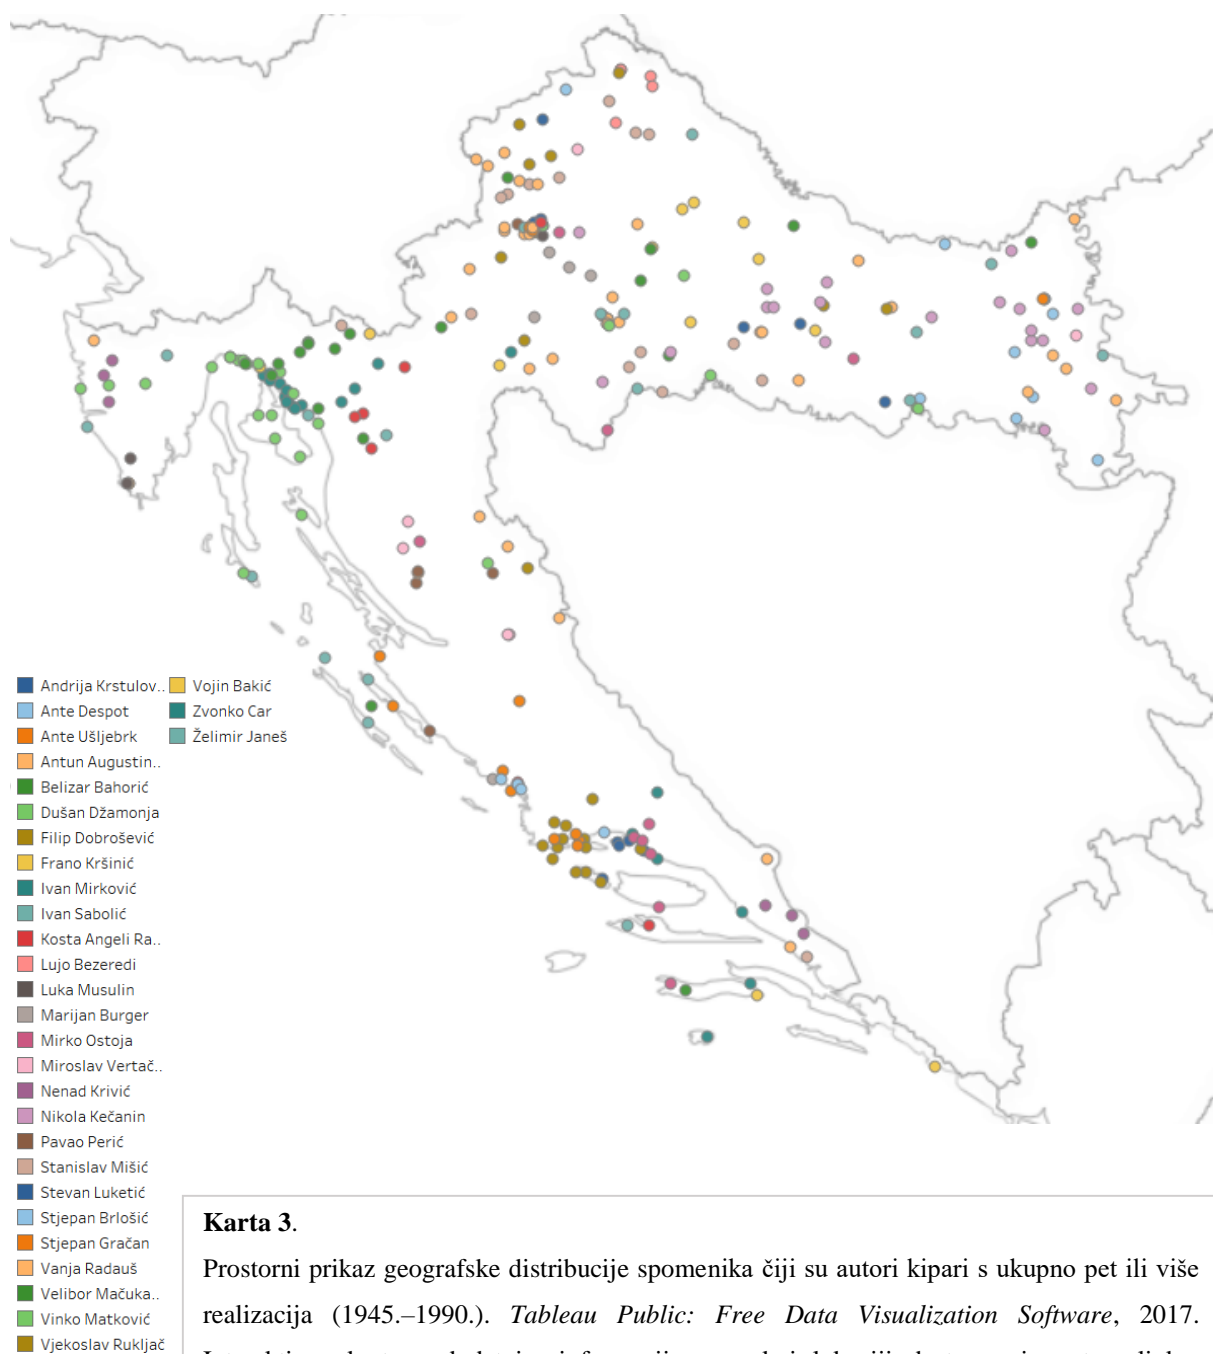 Andrija Krstulov..
Ante Despot
Ante Ušljebrk
Antun Augustin..
Belizar Bahorić
Dušan Džamonja
Filip Dobrošević
Frano Kršinić
Ivan Mirković
Ivan Sabolić
Kosta Angeli Ra..
Lujo Bezeredi
Luka Musulin
Marijan Burger
Mirko Ostoja
Miroslav Vertač..
Nenad Krivić
Nikola Kečanin
Pavao Perić
Stanislav Mišić
Stevan Luketić
Stjepan Brlošić
Stjepan Gračan
Vanja Radauš
Velibor Mačuka..
Vinko Matković
Vjekoslav Rukljač
Vojin Bakić
Zvonko Car
Želimir Janeš
Karta 3.
Prostorni prikaz geografske distribucije spomenika čiji su autori kipari s ukupno pet ili više
realizacija (1945.–1990.). Tableau Public: Free Data Visualization Software, 2017.